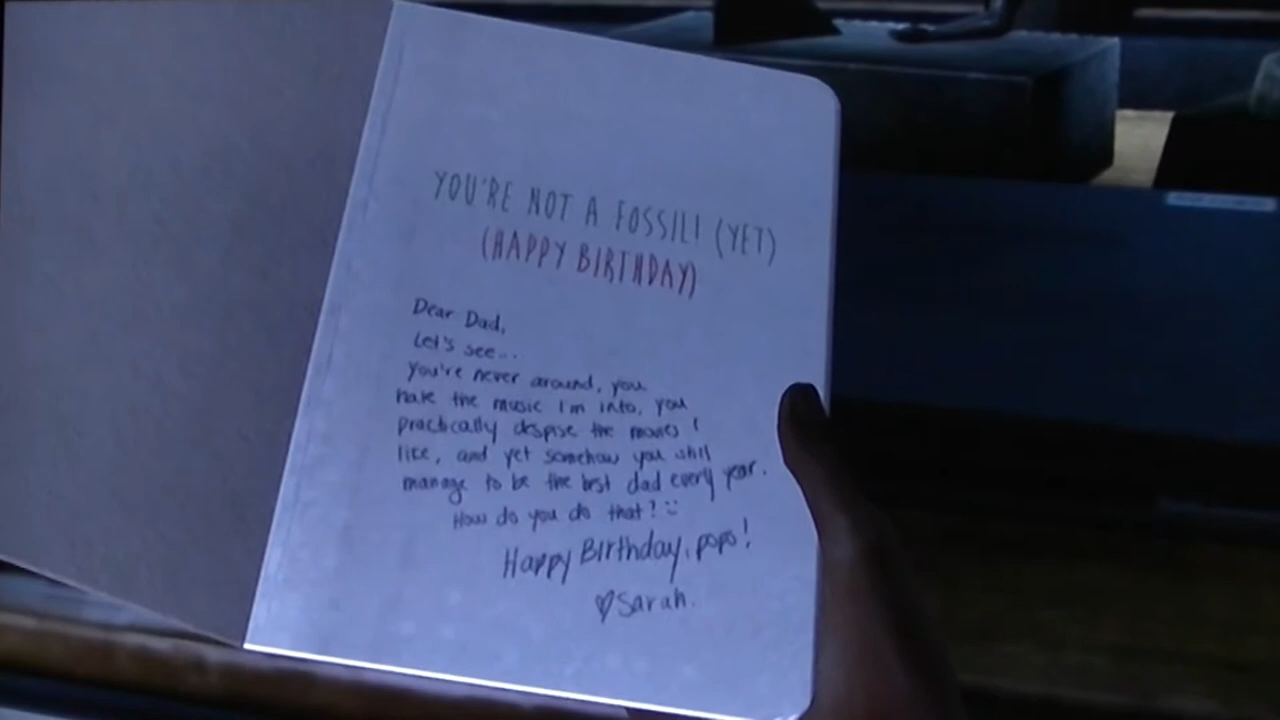 YOU'RE NOT A FOSSIL! (YET)
(HAPPY BIRTHDAY)
Dear Dad,
Let's see...
you're never around, you
hate the music I'm into, you
practically despise the movies I
like, and yet somehow you still
manage to be the best dad every year.
How do you do that? :)
Happy Birthday, pops!
♡Sarah.